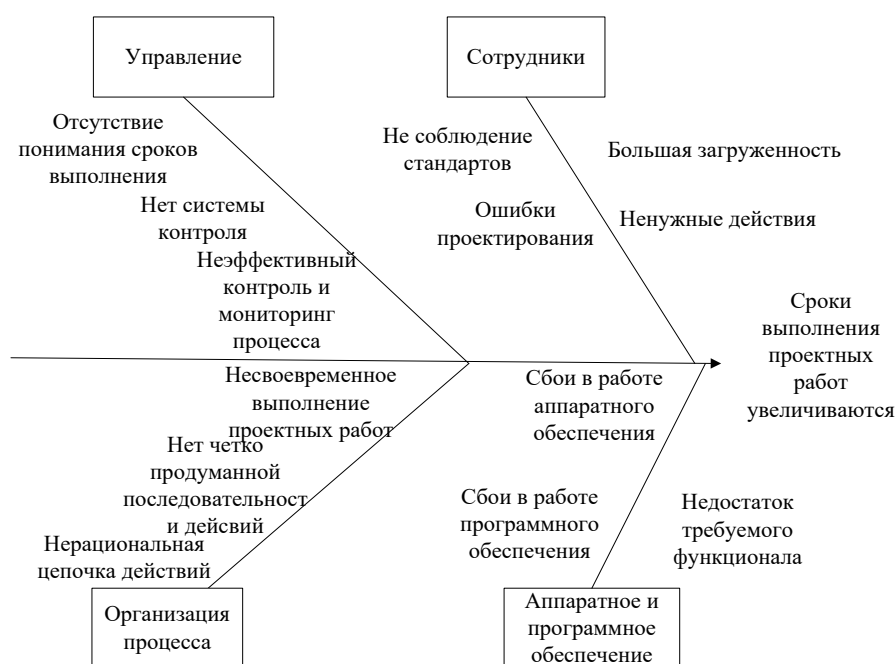 Управление
Сотрудники
Отсутствие
понимания сроков
выполнения
Нет системы
контроля
Неэффективный
контроль и
мониторинг
процесса
Не соблюдение
стандартов
Ошибки
проектирования
Большая загруженность
Ненужные действия
Сроки
выполнения
проектных
работ
увеличиваются
Несвоевременное
выполнение
проектных работ
Нет четко
продуманной
последовательност
и дейсвий
Нерациональная
цепочка действий
Сбои в работе
аппаратного
обеспечения
Сбои в работе
программного
обеспечения
Недостаток
требуемого
функционала
Организация
процесса
Аппаратное и
программное
обеспечение